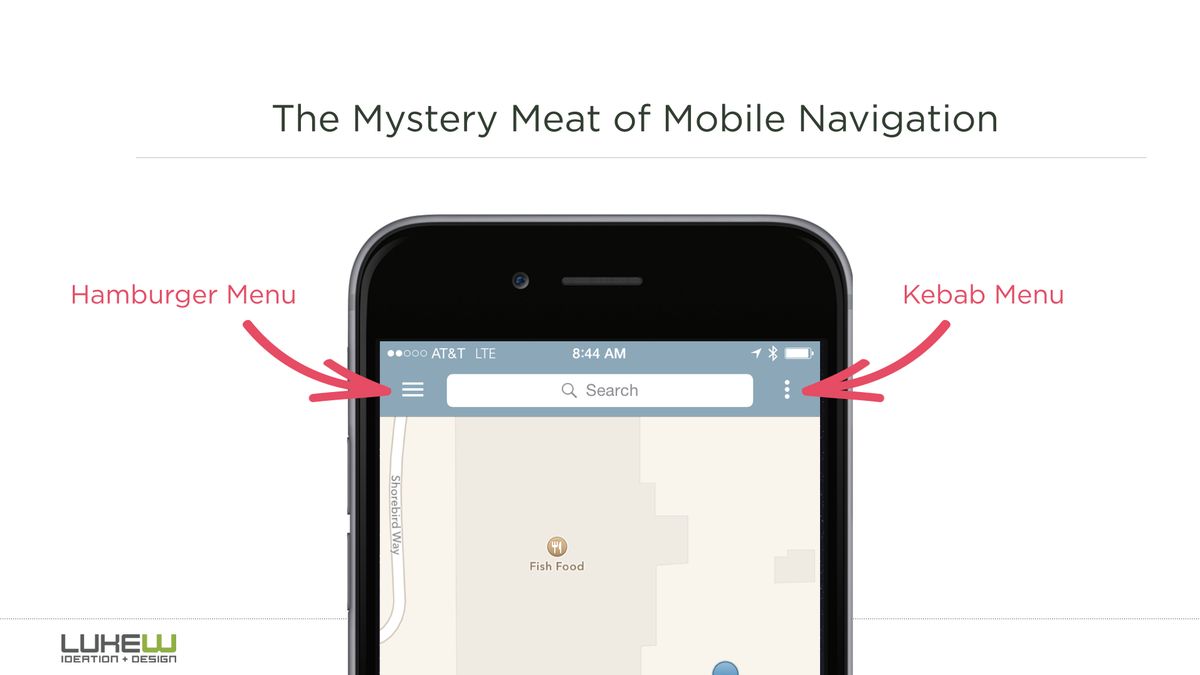 The Mystery Meat of Mobile Navigation
Hamburger Menu
Kebab Menu
AT&T LTE 8:44 AM
Search
Shorebird Way
Fish Food
LUKEW
IDEATION + DESIGN